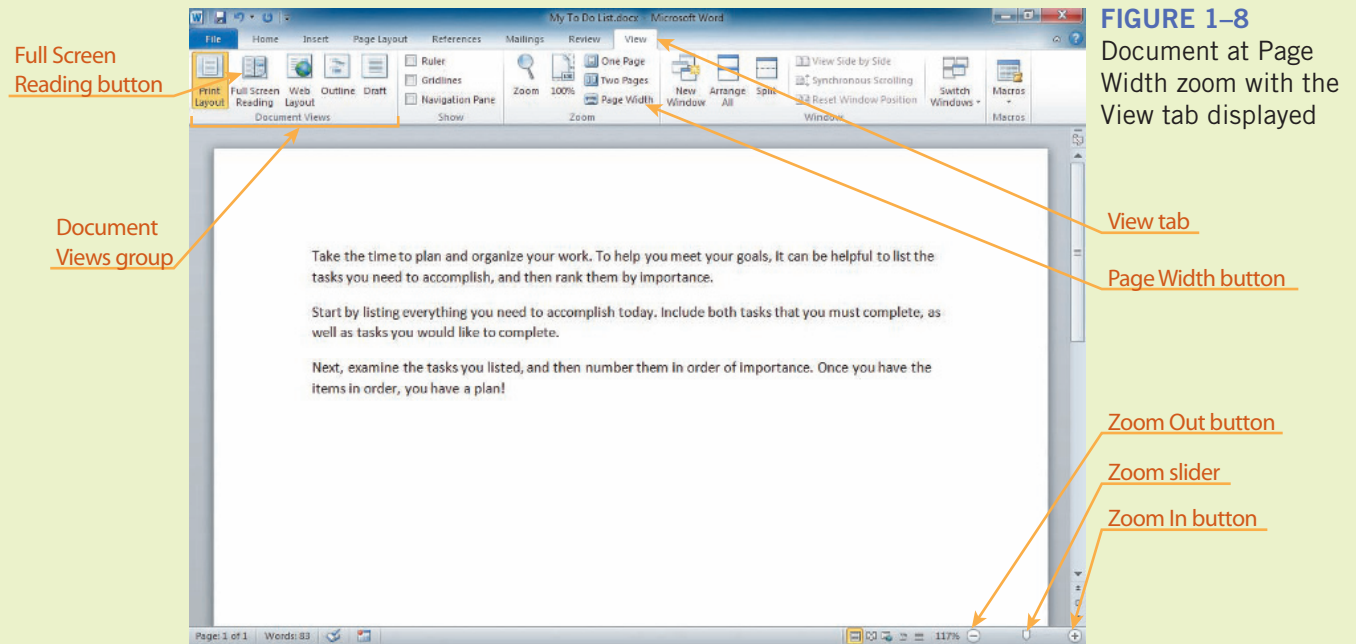 My To Do List.docx - Microsoft Word
File Home Insert Page Layout References Mailings Review View
Print Layout
Full Screen Reading
Web Layout
Outline
Draft
Document Views
Ruler
Gridlines
Navigation Pane
Show
Zoom
100%
One Page
Two Pages
Page Width
Zoom
New Window
Arrange All
Split
View Side by Side
Synchronous Scrolling
Reset Window Position
Switch Windows
Window
Macros
Macros
Full Screen
Reading button
Document
Views group
FIGURE 1–8
Document at Page
Width zoom with the
View tab displayed
View tab
Page Width button
Zoom Out button
Zoom slider
Zoom In button
Take the time to plan and organize your work. To help you meet your goals, it can be helpful to list the
tasks you need to accomplish, and then rank them by importance.
Start by listing everything you need to accomplish today. Include both tasks that you must complete, as
well as tasks you would like to complete.
Next, examine the tasks you listed, and then number them in order of importance. Once you have the
items in order, you have a plan!
Page: 1 of 1 Words: 83 117%